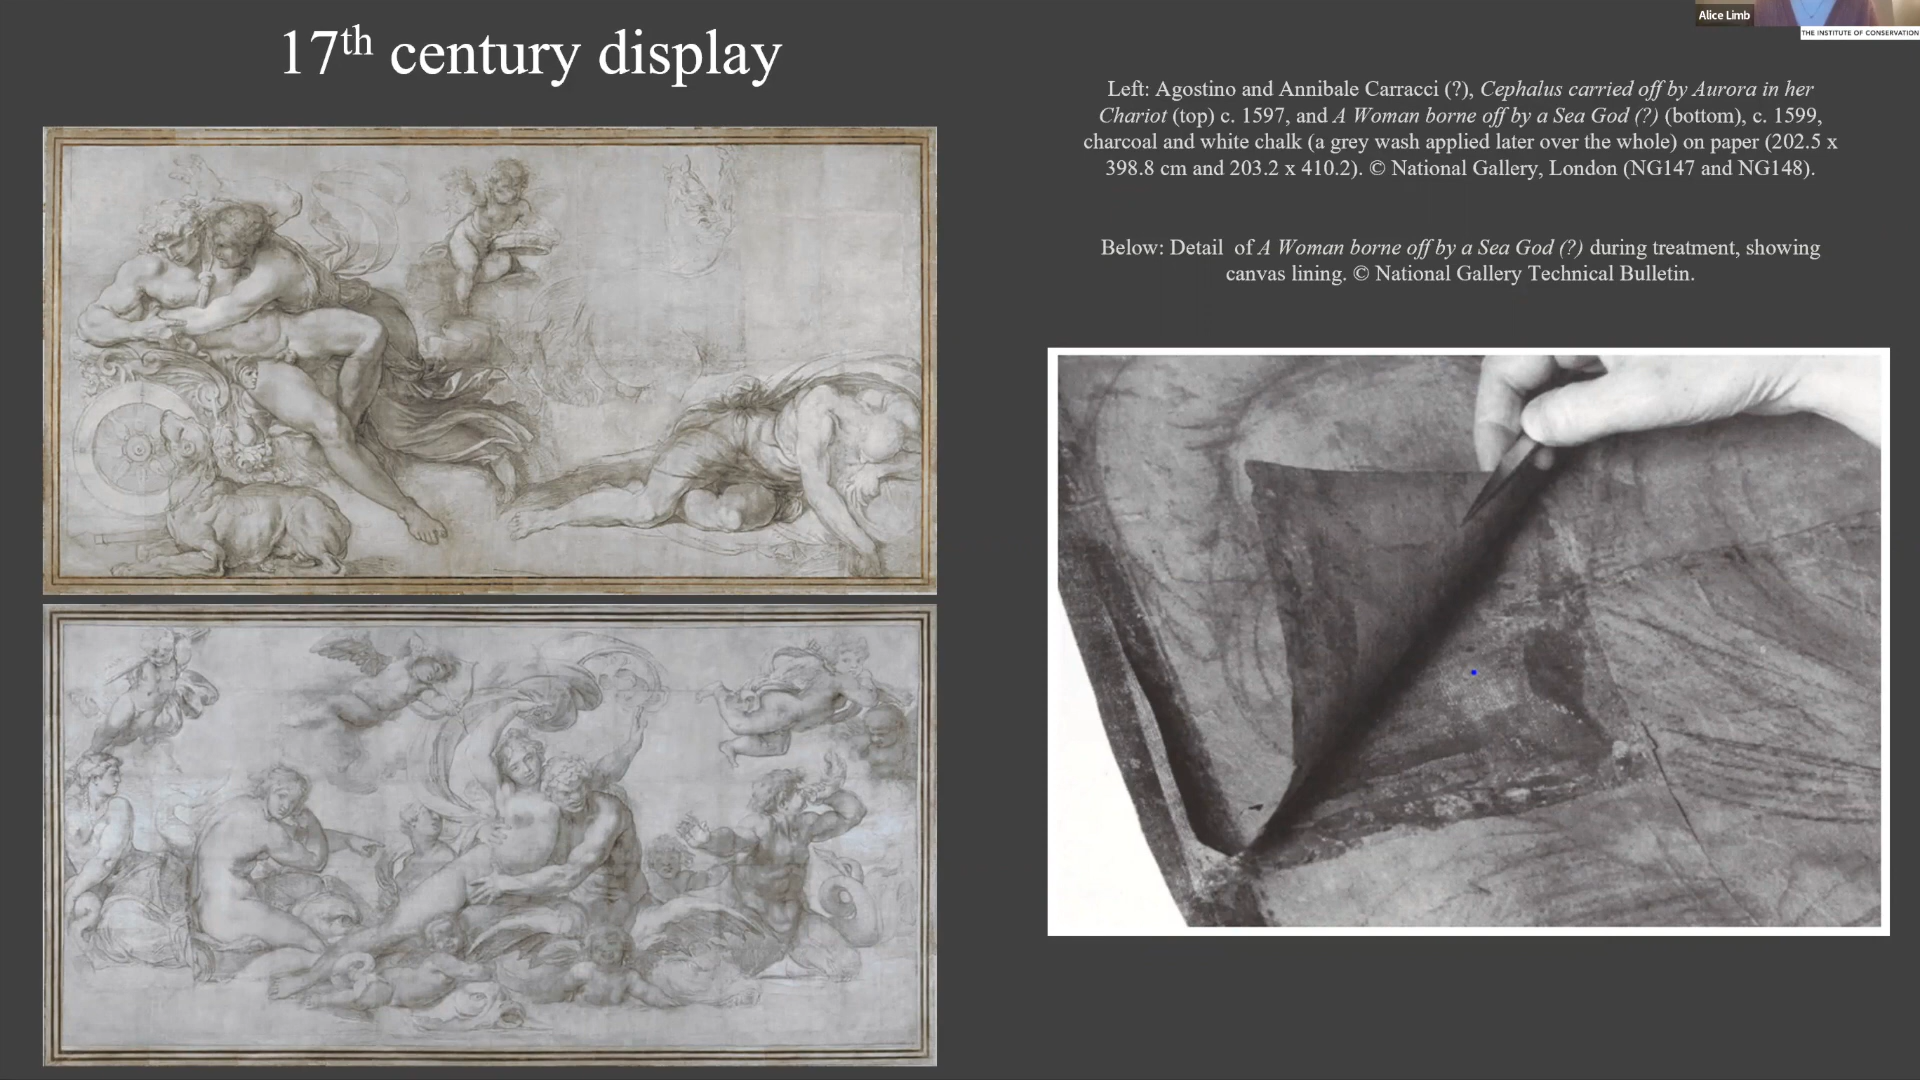 17th century display
Alice Limb
THE INSTITUTE OF CONSERVATION
Left: Agostino and Annibale Carracci (?), Cephalus carried off by Aurora in her
Chariot (top) c. 1597, and A Woman borne off by a Sea God (?) (bottom), c. 1599,
charcoal and white chalk (a grey wash applied later over the whole) on paper (202.5 x
398.8 cm and 203.2 x 410.2). © National Gallery, London (NG147 and NG148).
Below: Detail of A Woman borne off by a Sea God (?) during treatment, showing
canvas lining. © National Gallery Technical Bulletin.